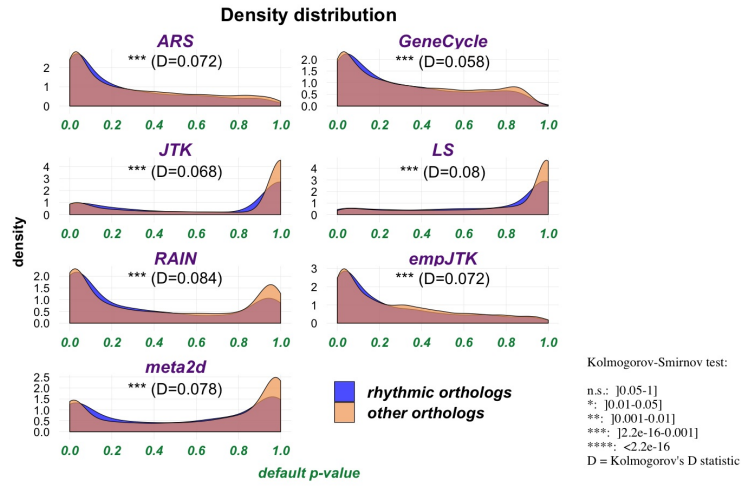 Density distribution
ARS
*** (D=0.072)
2
1
0
0.0 0.2 0.4 0.6 0.8 1.0
GeneCycle
*** (D=0.058)
2.0
1.5
1.0
0.5
0.0
0.0 0.2 0.4 0.6 0.8 1.0
JTK
*** (D=0.068)
4
3
2
1
0
0.0 0.2 0.4 0.6 0.8 1.0
LS
*** (D=0.08)
4
3
2
1
0
0.0 0.2 0.4 0.6 0.8 1.0
density
RAIN
*** (D=0.084)
2.0
1.5
1.0
0.5
0.0
0.0 0.2 0.4 0.6 0.8 1.0
empJTK
*** (D=0.072)
3
2
1
0
0.0 0.2 0.4 0.6 0.8 1.0
meta2d
*** (D=0.078)
2.5
2.0
1.5
1.0
0.5
0.0
0.0 0.2 0.4 0.6 0.8 1.0
default p-value
rhythmic orthologs
other orthologs
Kolmogorov-Smirnov test:
n.s.: ]0.05-1]
*: ]0.01-0.05]
**: ]0.001-0.01]
***: ]2.2e-16-0.001]
****: <2.2e-16
D = Kolmogorov's D statistic